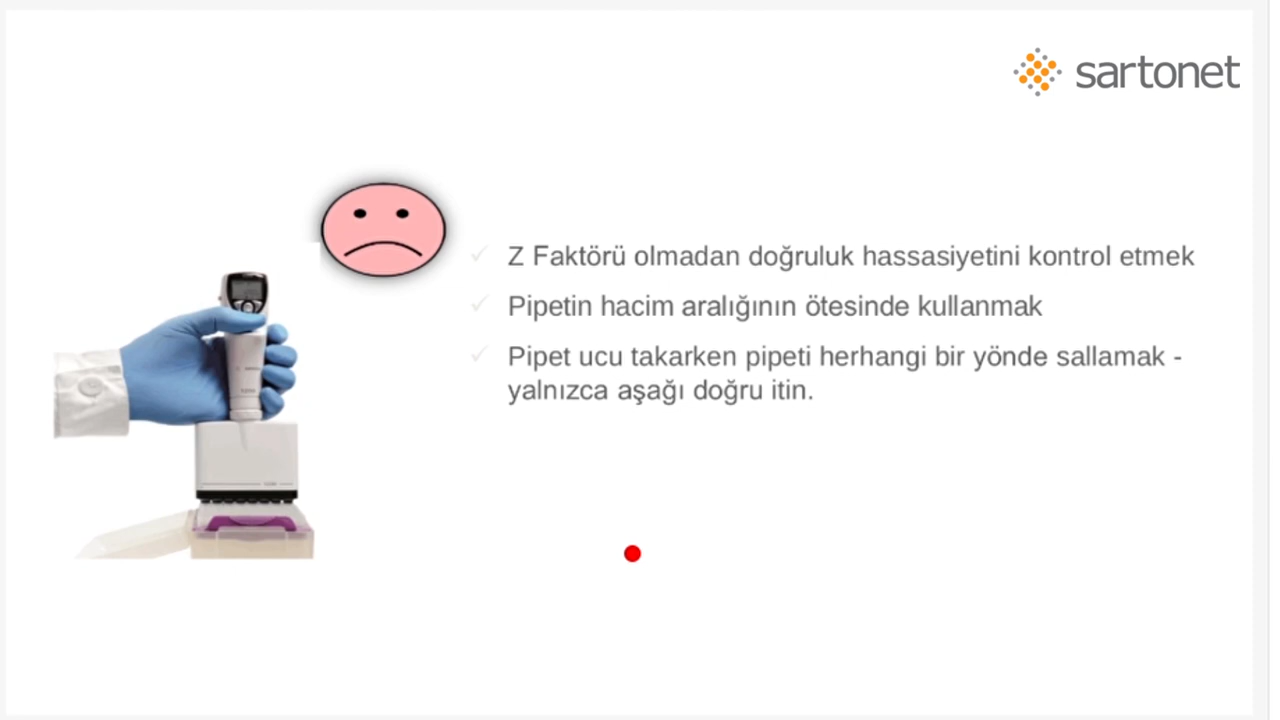 sartonet
Z Faktörü olmadan doğruluk hassasiyetini kontrol etmek
Pipetin hacim aralığının ötesinde kullanmak
Pipet ucu takarken pipeti herhangi bir yönde sallamak -
yalnızca aşağı doğru itin.